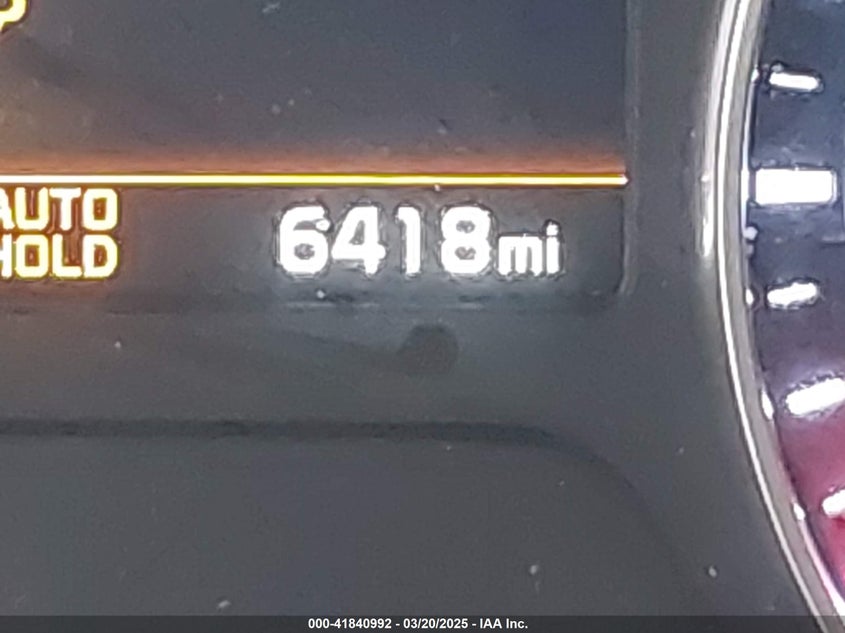 AUTO
HOLD
6418mi
000-41840992 - 03/20/2025 - IAA Inc.